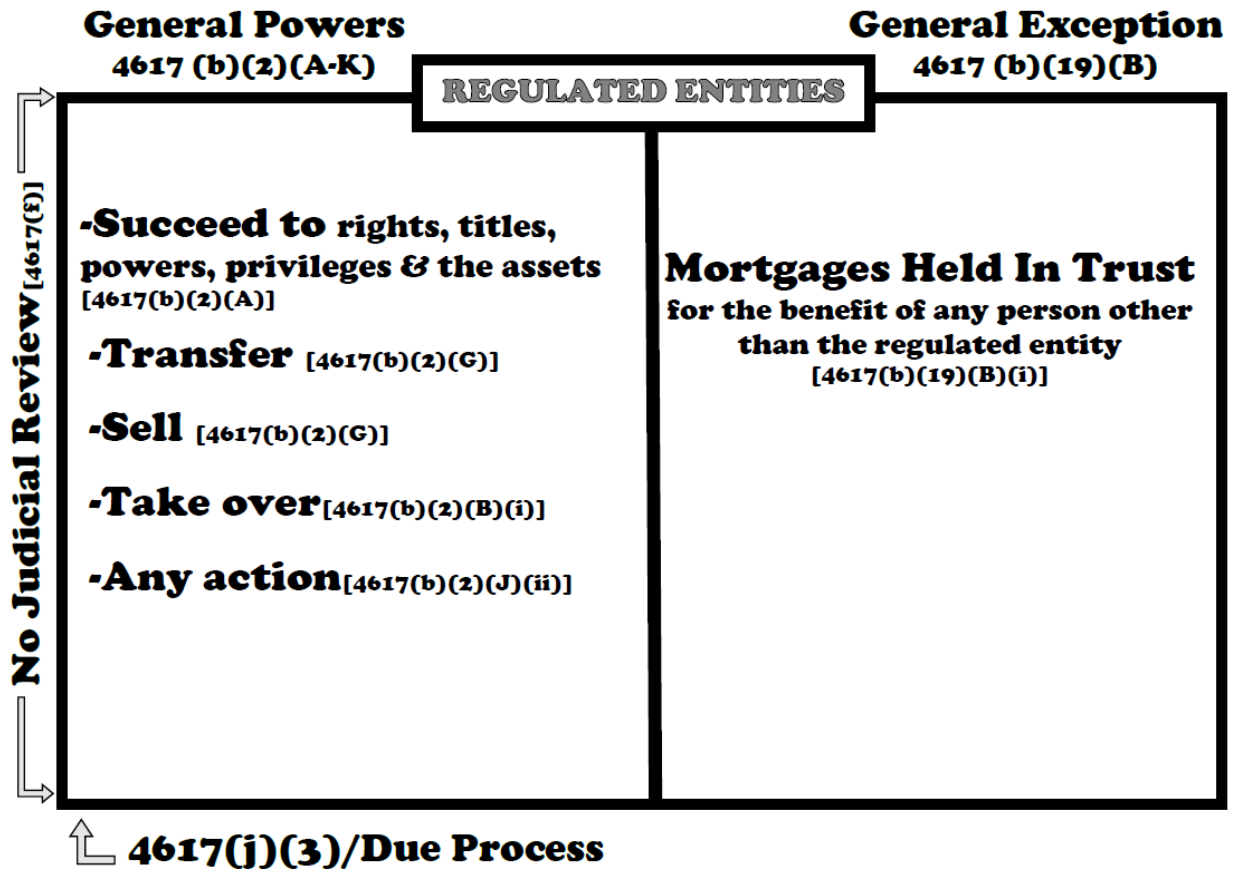 General Powers
4617 (b)(2)(A-K)
General Exception
4617 (b)(19)(B)
REGULATED ENTITIES
No Judicial Review[4617(f)]
-Succeed to rights, titles,
powers, privileges & the assets
[4617(b)(2)(A)]
-Transfer [4617(b)(2)(G)]
-Sell [4617(b)(2)(G)]
-Take over[4617(b)(2)(B)(i)]
-Any action[4617(b)(2)(J)(ii)]
Mortgages Held In Trust
for the benefit of any person other
than the regulated entity
[4617(b)(19)(B)(i)]
4617(j)(3)/Due Process